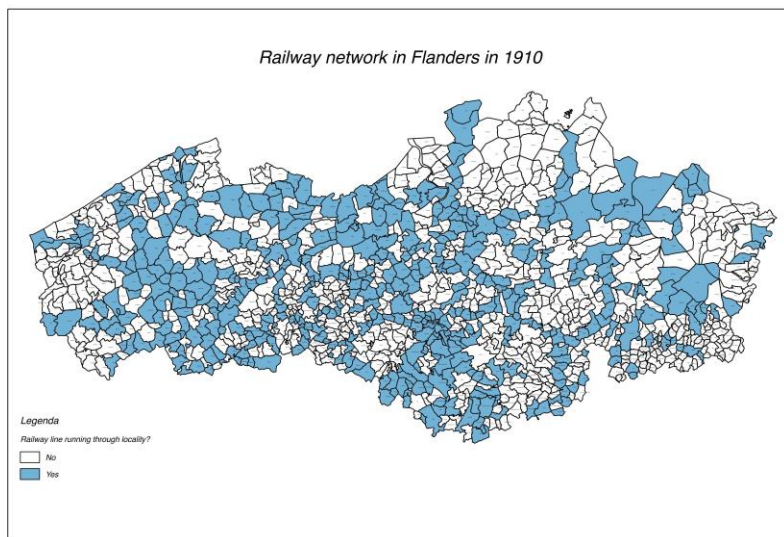 Railway network in Flanders in 1910
Legenda
Railway line running through locality?
No
Yes